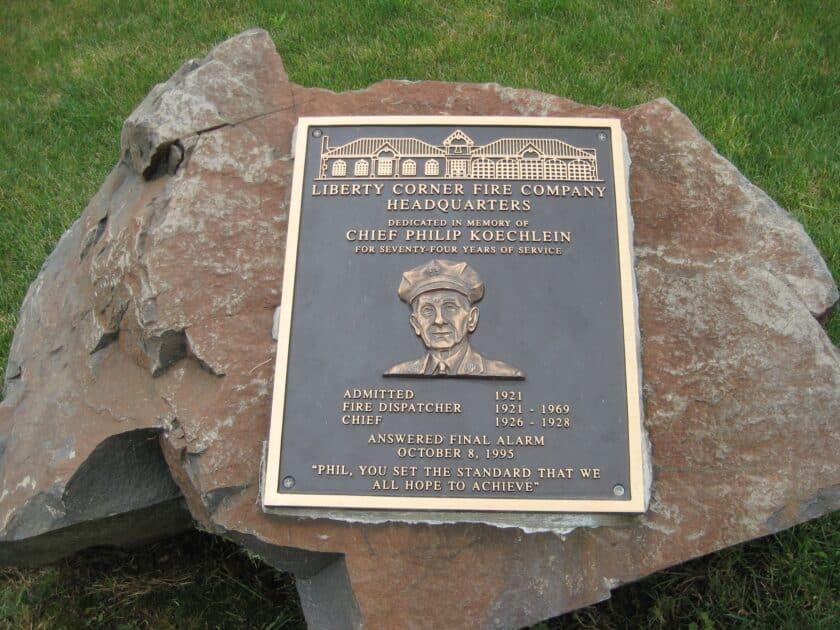 LIBERTY CORNER FIRE COMPANY
HEADQUARTERS
DEDICATED IN MEMORY OF
CHIEF PHILIP KOECHLEIN
FOR SEVENTY-FOUR YEARS OF SERVICE
ADMITTED 1921
FIRE DISPATCHER 1921 - 1969
CHIEF 1926 - 1928
ANSWERED FINAL ALARM
OCTOBER 8, 1995
"PHIL, YOU SET THE STANDARD THAT WE
ALL HOPE TO ACHIEVE"